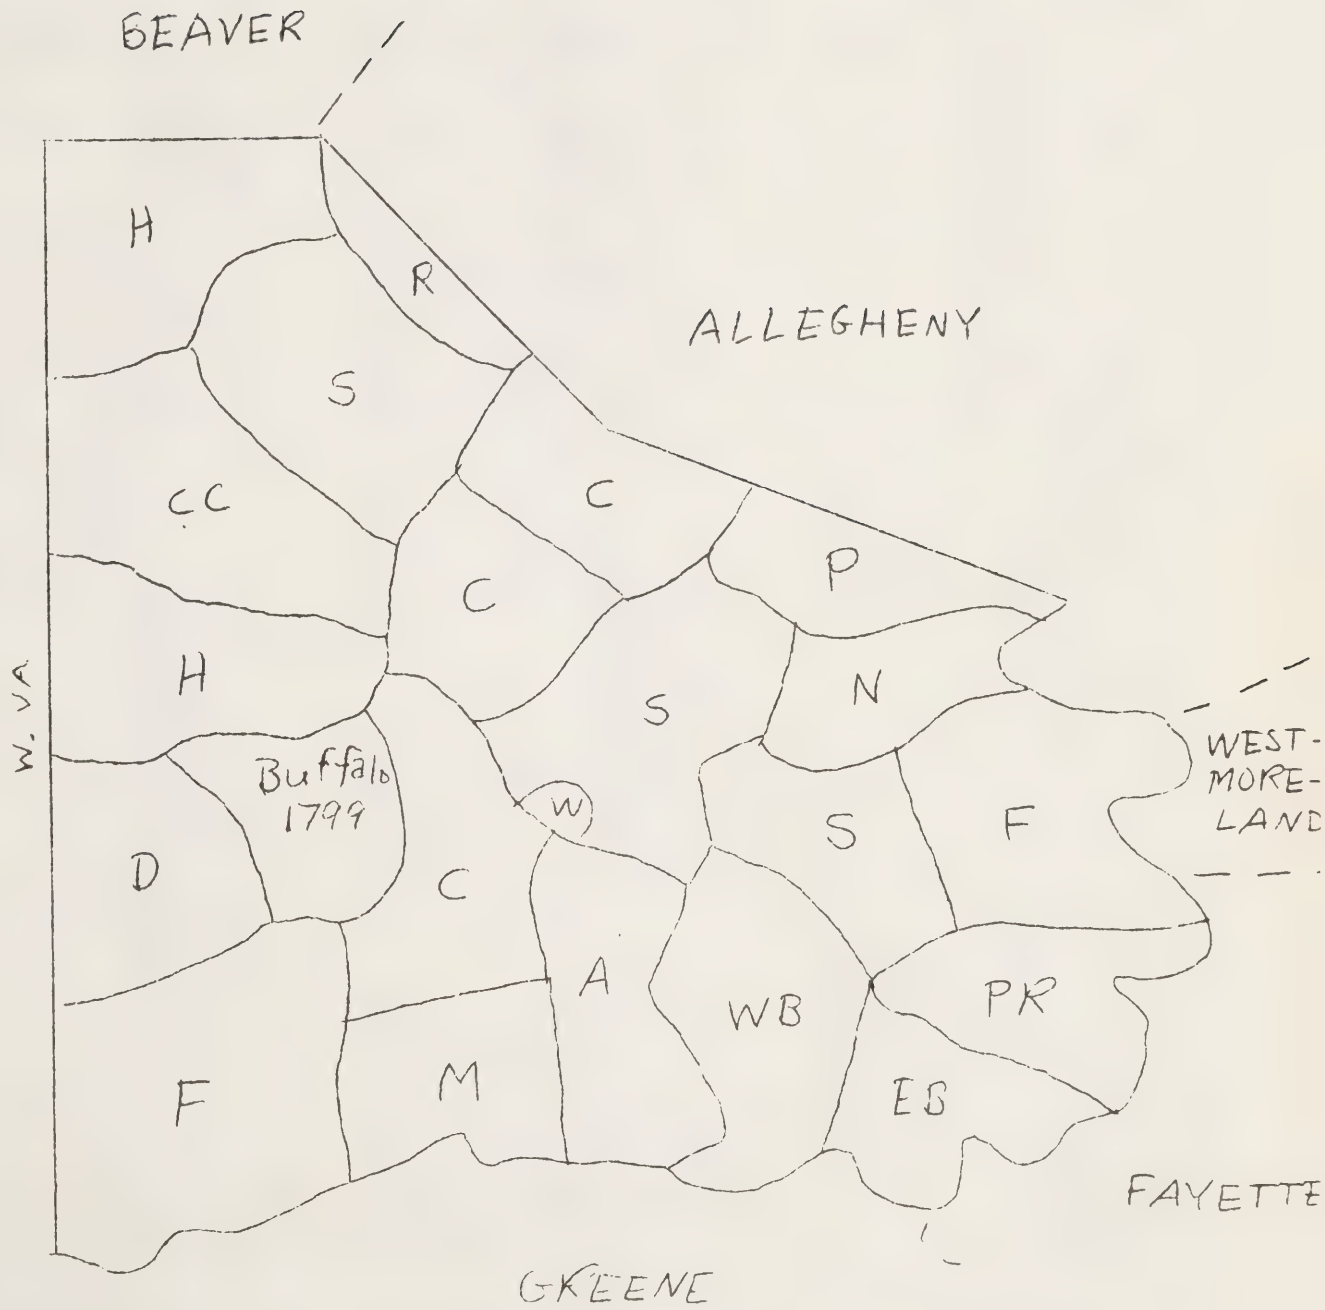 BEAVER
H
R
ALLEGHENY
S
CC
C
P
C
H
N
S
W. VA
WEST-
MORE-
LAND
Buffalo
1799
W
S
F
D
C
A
PR
WB
M
EB
F
FAYETTE
GREENE